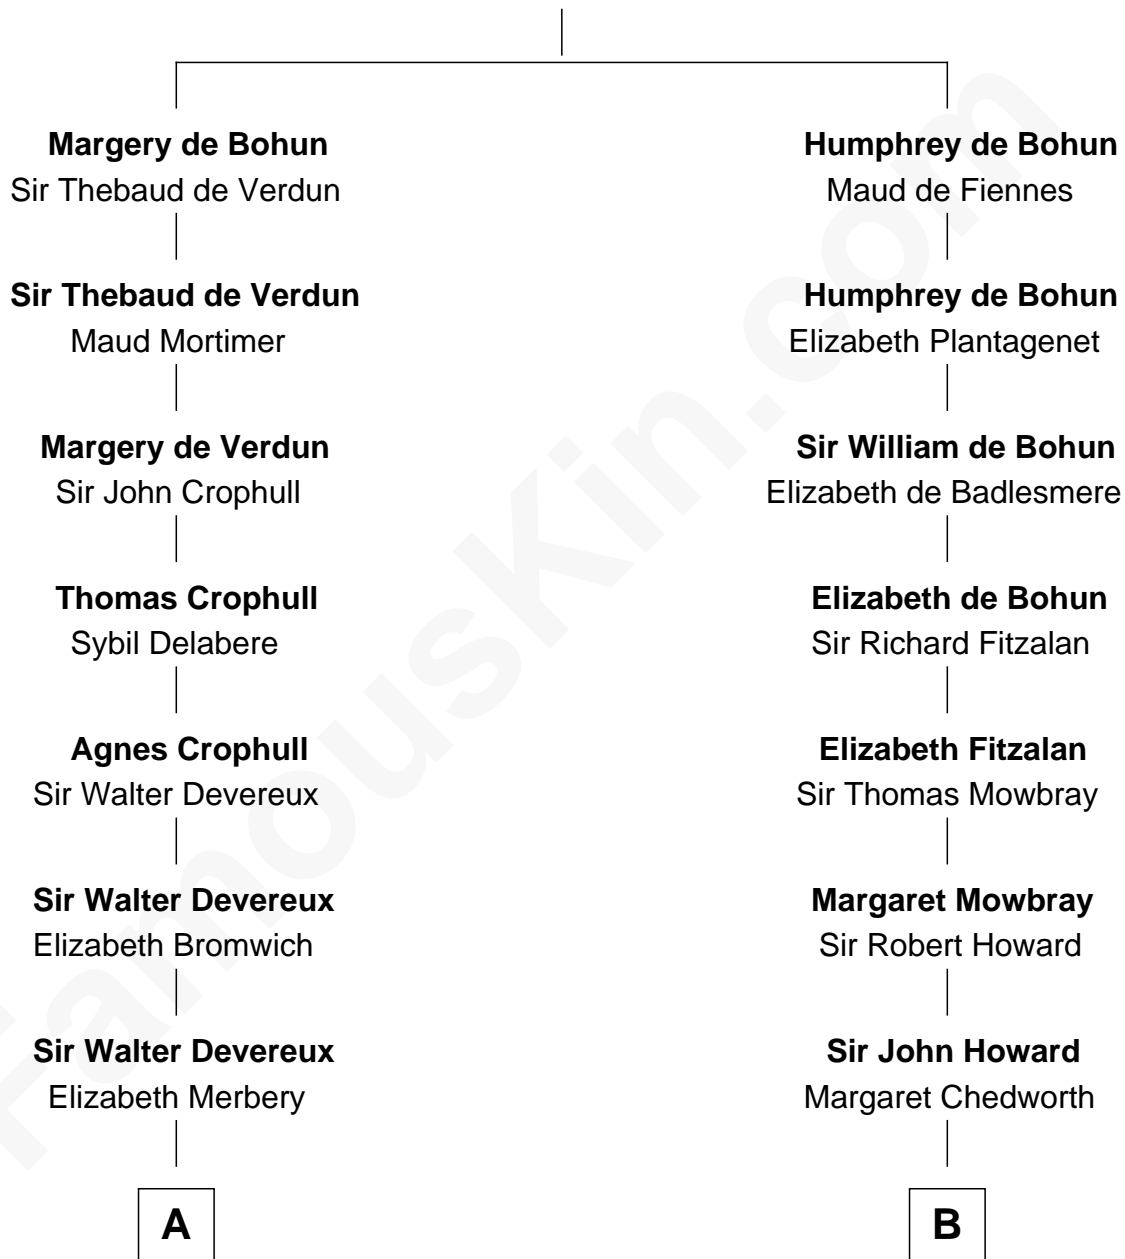 Margery de Bohun
Sir Thebaud de Verdun
Sir Thebaud de Verdun
Maud Mortimer
Margery de Verdun
Sir John Crophull
Thomas Crophull
Sybil Delabere
Agnes Crophull
Sir Walter Devereux
Sir Walter Devereux
Elizabeth Bromwich
Sir Walter Devereux
Elizabeth Merbery
A
Humphrey de Bohun
Maud de Fiennes
Humphrey de Bohun
Elizabeth Plantagenet
Sir William de Bohun
Elizabeth de Badlesmere
Elizabeth de Bohun
Sir Richard Fitzalan
Elizabeth Fitzalan
Sir Thomas Mowbray
Margaret Mowbray
Sir Robert Howard
Sir John Howard
Margaret Chedworth
B
FamousKin.com